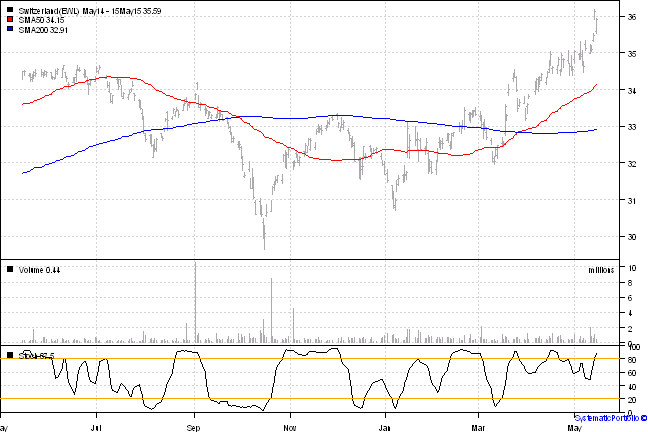 Switzerland(EWL) May14 - 15May15 35.59
SMA50 34.15
SMA200 32.91
36
35
34
33
32
31
30
Volume 0.44
millions
10
8
6
4
2
0
100
80
60
40
20
0
ay
Jul
Sep
Nov
Jan
Mar
May
SystematicPortfolio ©